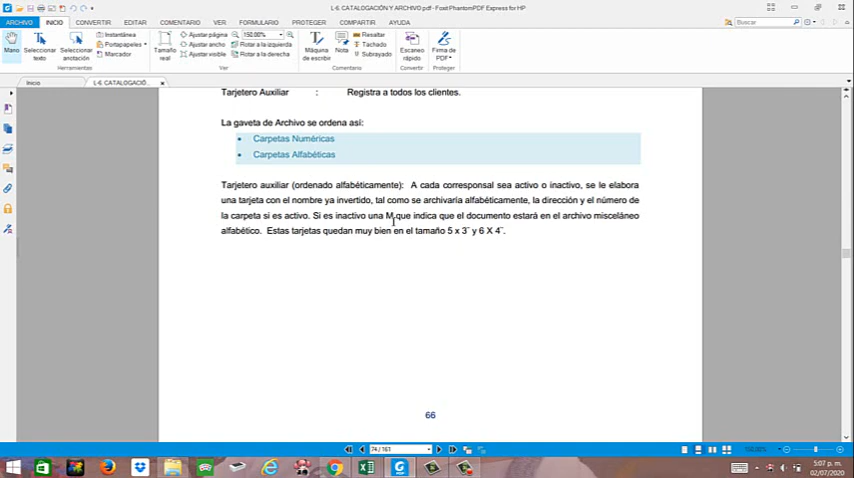 L-6. CATALOGACIÓN Y ARCHIVO.pdf - Foxit PhantomPDF Express for HP
ARCHIVO INICIO CONVERTIR EDITAR COMENTARIO VER FORMULARIO PROTEGER COMPARTIR AYUDA
Buscar
Mano
Seleccionar texto
Seleccionar anotación
Instantánea
Portapapeles
Marcador
Herramientas
Tamaño real
Ajustar página
Ajustar ancho
Ajustar visible
150.00%
Rotar a la izquierda
Rotar a la derecha
Ver
Máquina de escribir
Nota
Resaltar
Tachado
Subrayado
Comentario
Escaneo rápido
Convertir
Firma de PDF
Proteger
Inicio
L-6. CATALOGACIÓ...
Tarjetero Auxiliar : Registra a todos los clientes.
La gaveta de Archivo se ordena así:
• Carpetas Numéricas
• Carpetas Alfabéticas
Tarjetero auxiliar (ordenado alfabéticamente): A cada corresponsal sea activo o inactivo, se le elabora
una tarjeta con el nombre ya invertido, tal como se archivaría alfabéticamente, la dirección y el número de
la carpeta si es activo. Si es inactivo una M que indica que el documento estará en el archivo misceláneo
alfabético. Estas tarjetas quedan muy bien en el tamaño 5 x 3¨ y 6 X 4¨.
66
74 / 163
150.00%
5:07 p. m.
02/07/2020